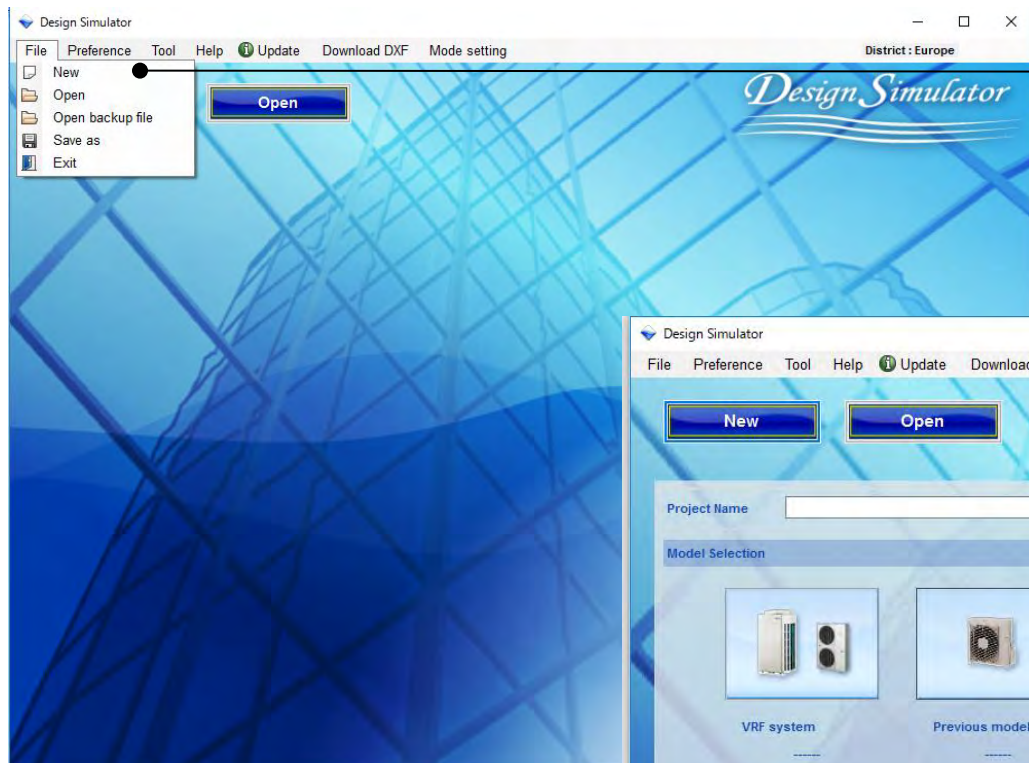 Design Simulator
File Preference Tool Help Update Download DXF Mode setting District : Europe
New
Open
Open backup file
Save as
Exit
Open
Design Simulator
Design Simulator
File Preference Tool Help Update Download
New Open
Project Name
Model Selection
VRF system Previous model
------ ------